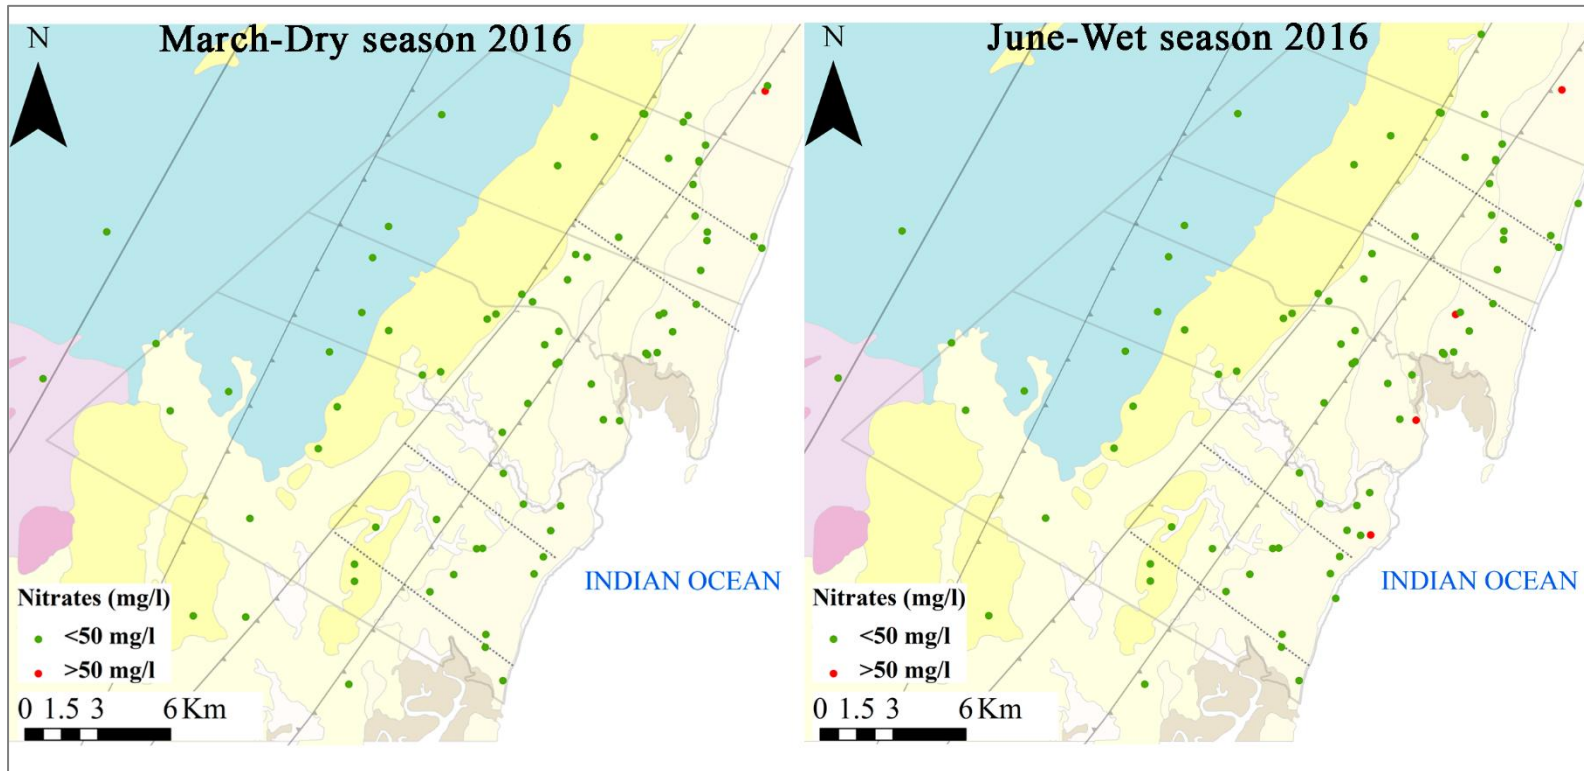 March-Dry season 2016
N
INDIAN OCEAN
Nitrates (mg/l)
<50 mg/l
>50 mg/l
0 1.5 3 6 Km
June-Wet season 2016
N
INDIAN OCEAN
Nitrates (mg/l)
<50 mg/l
>50 mg/l
0 1.5 3 6 Km